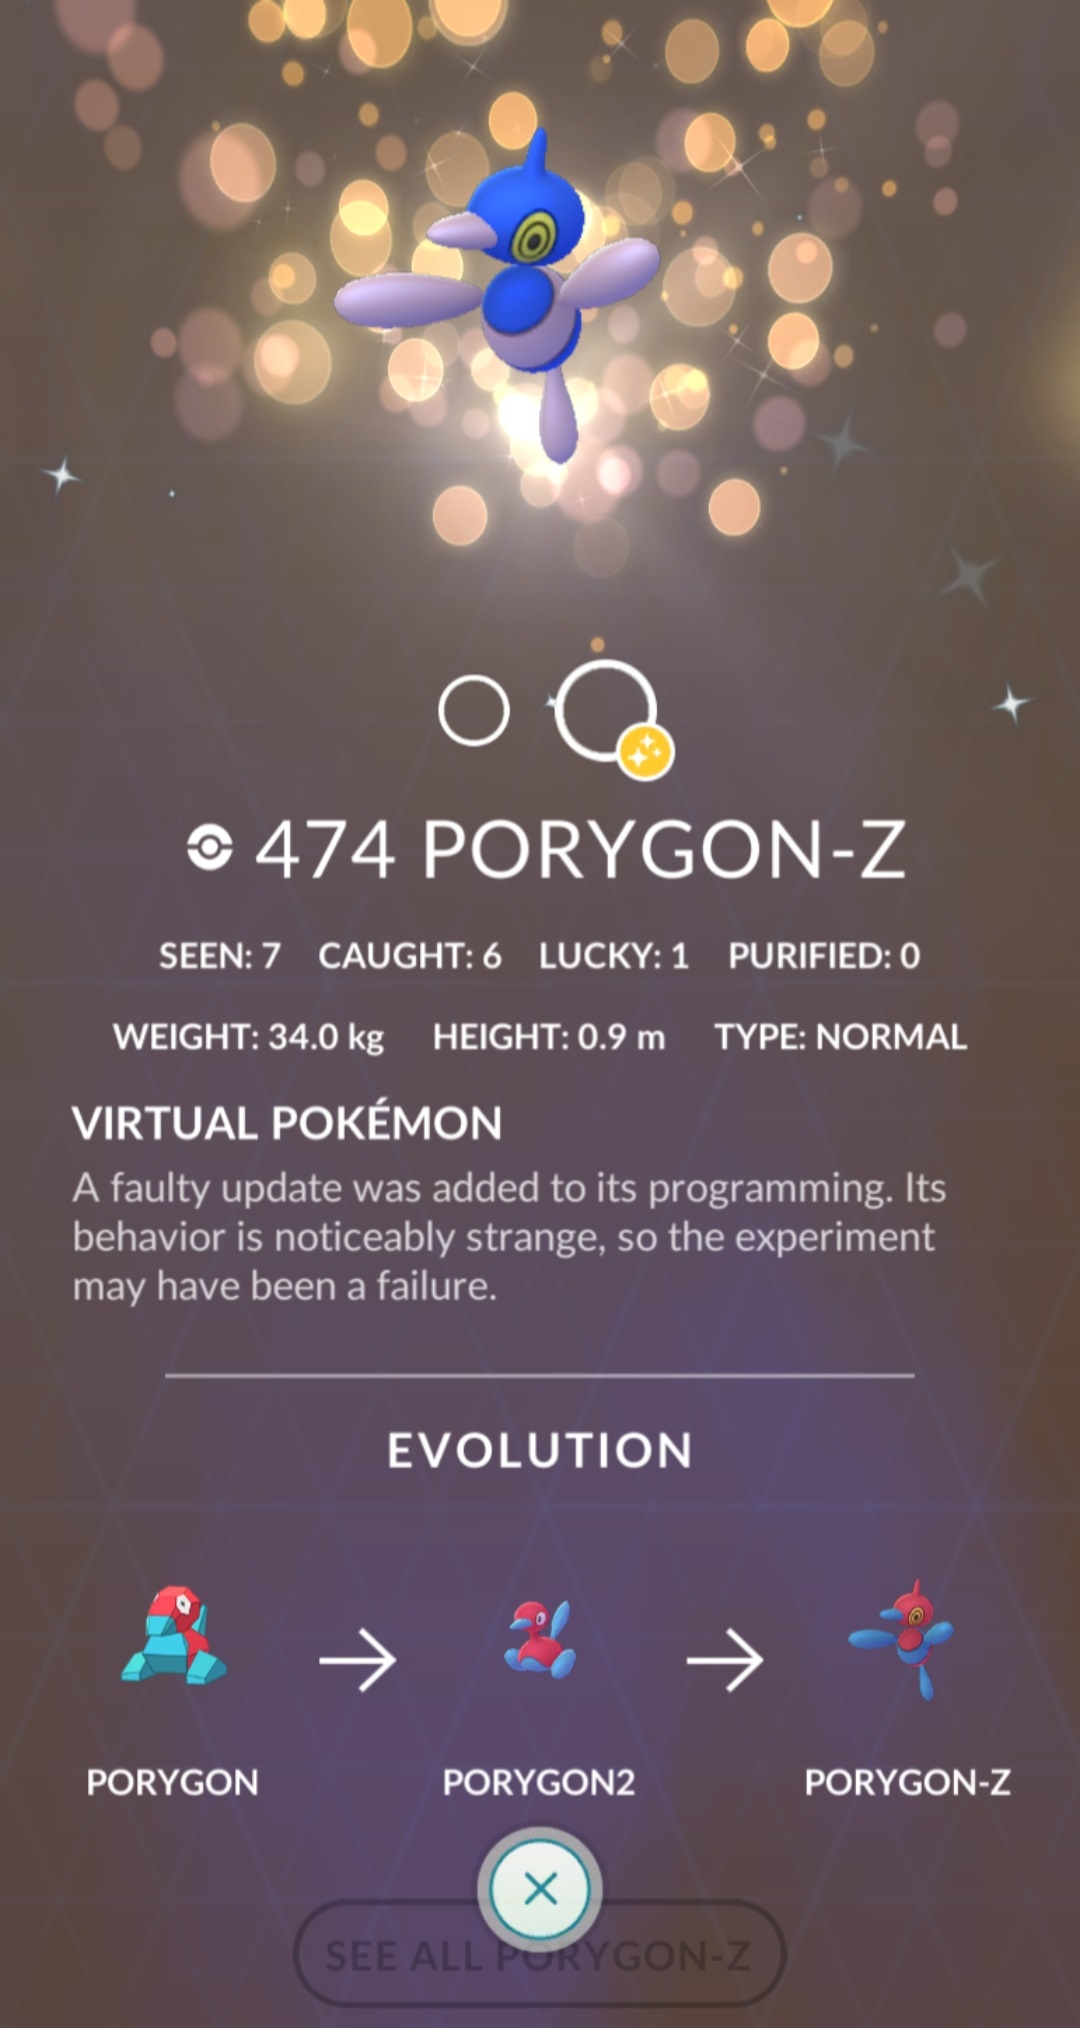 474 PORYGON-Z
SEEN: 7 CAUGHT: 6 LUCKY: 1 PURIFIED: 0
WEIGHT: 34.0 kg HEIGHT: 0.9 m TYPE: NORMAL
VIRTUAL POKÉMON
A faulty update was added to its programming. Its
behavior is noticeably strange, so the experiment
may have been a failure.
EVOLUTION
PORYGON PORYGON2 PORYGON-Z
SEE ALL PORYGON-Z